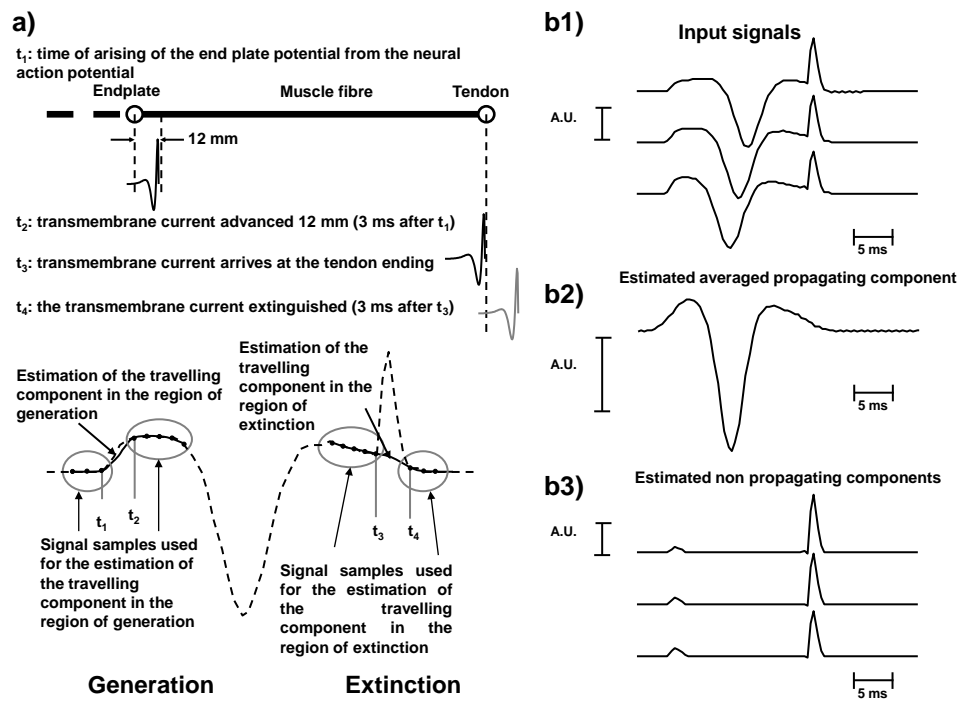 a)
t1: time of arising of the end plate potential from the neural
action potential
Endplate
Muscle fibre
Tendon
12 mm
t2: transmembrane current advanced 12 mm (3 ms after t1)
t3: transmembrane current arrives at the tendon ending
t4: the transmembrane current extinguished (3 ms after t3)
Estimation of the travelling
component in the region of
generation
Estimation of the
travelling
component in the
region of
extinction
t1
t2
t3
t4
Signal samples used
for the estimation of
the travelling
component in the
region of generation
Signal samples used
for the estimation of
the travelling
component in the
region of extinction
Generation
Extinction
b1)
Input signals
A.U.
5 ms
b2)
Estimated averaged propagating component
A.U.
5 ms
b3)
Estimated non propagating components
A.U.
5 ms